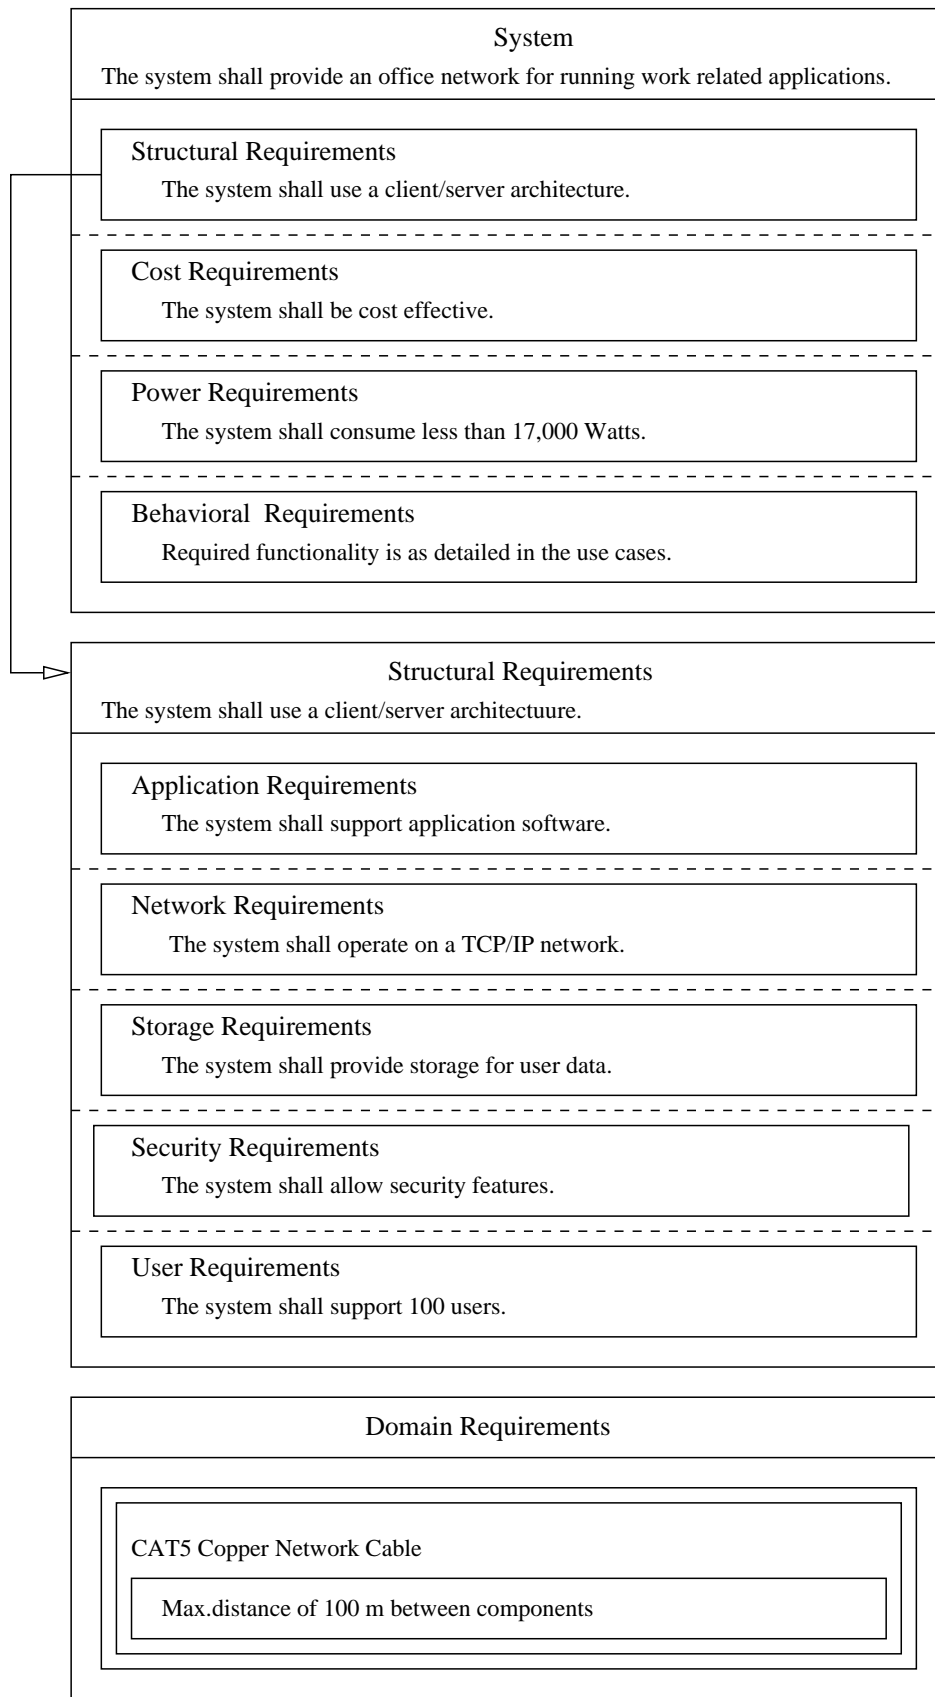 System
The system shall provide an office network for running work related applications.
Structural Requirements
The system shall use a client/server architecture.
Cost Requirements
The system shall be cost effective.
Power Requirements
The system shall consume less than 17,000 Watts.
Behavioral  Requirements
Required functionality is as detailed in the use cases.
Structural Requirements
The system shall use a client/server architectuure.
Application Requirements
The system shall support application software.
Network Requirements
The system shall operate on a TCP/IP network.
Storage Requirements
The system shall provide storage for user data.
Security Requirements
The system shall allow security features.
User Requirements
The system shall support 100 users.
Domain Requirements
CAT5 Copper Network Cable
Max.distance of 100 m between components